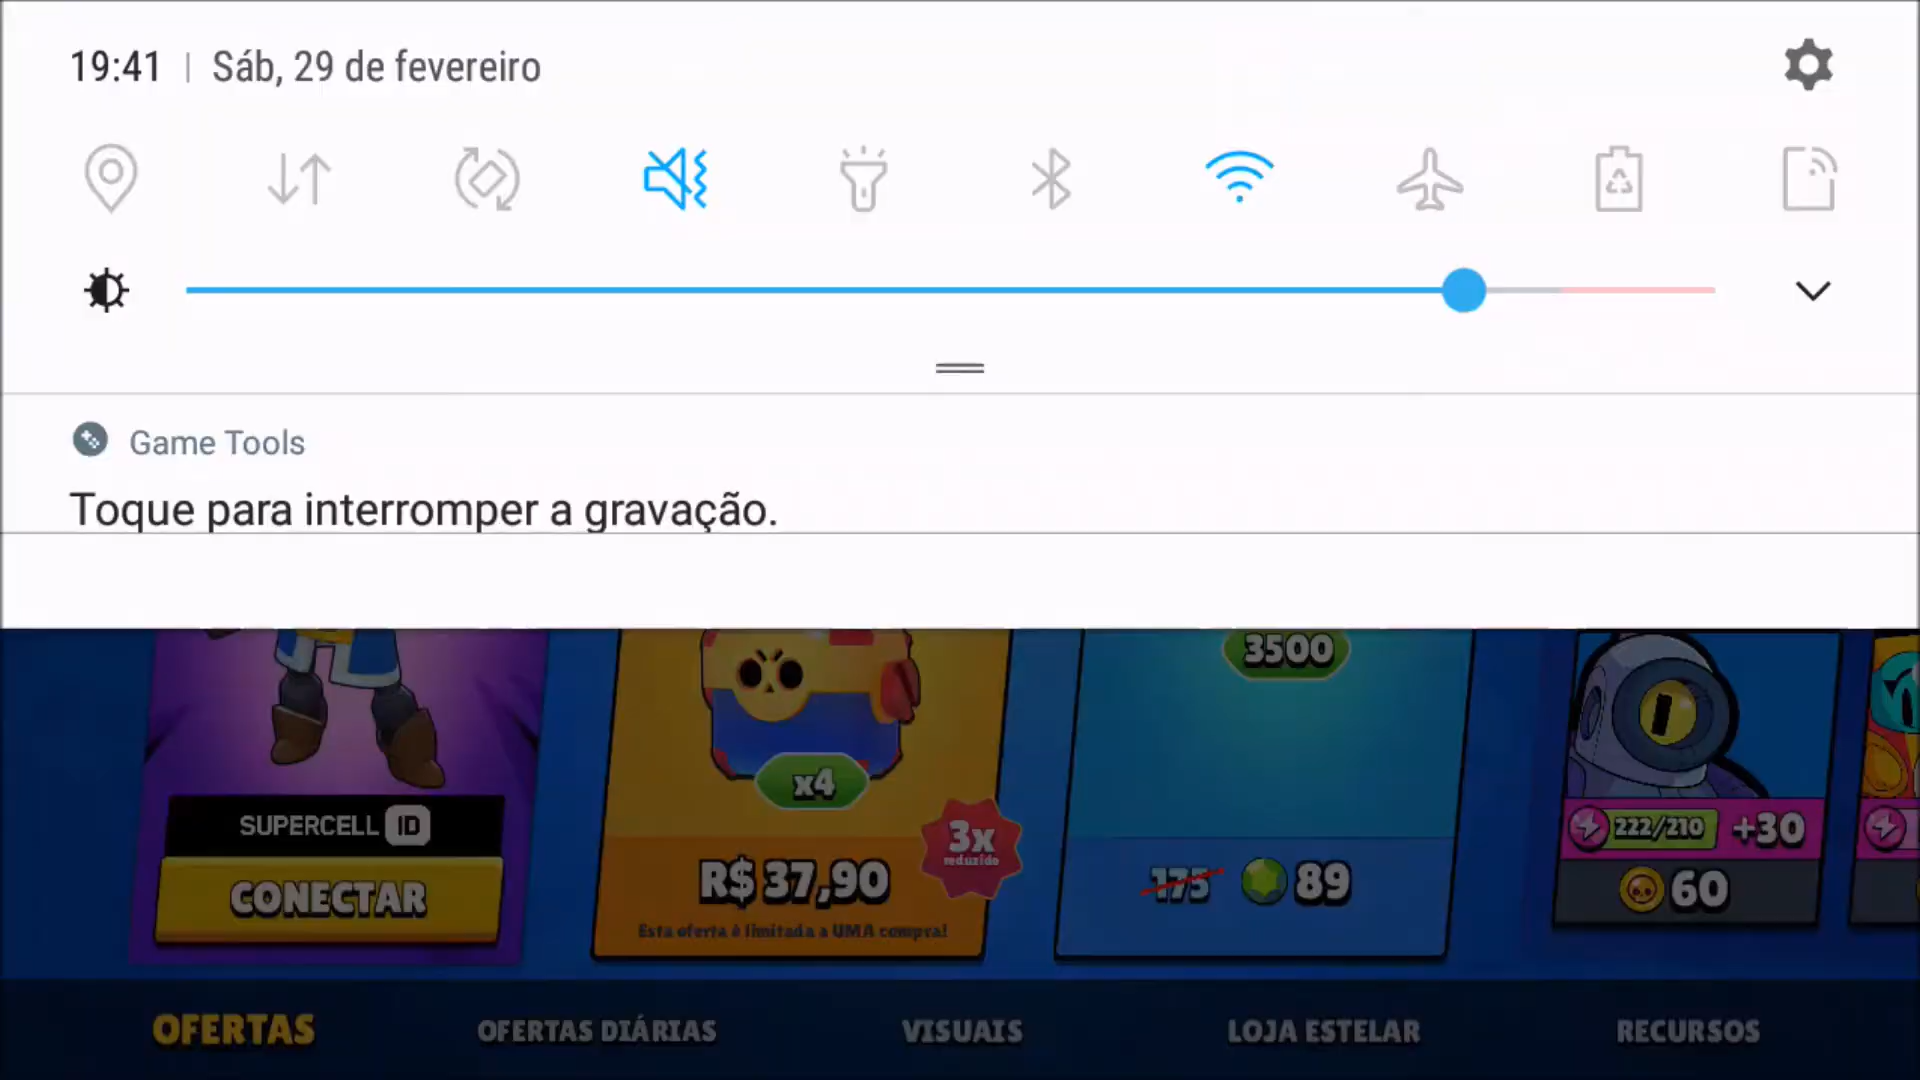 19:41 | Sáb, 29 de fevereiro
Game Tools
Toque para interromper a gravação.
3500
x4
SUPERCELL ID
CONECTAR
R$ 37,90
3x
reduzido
Esta oferta é limitada a UMA compra!
175 89
222/210 +30
60
OFERTAS OFERTAS DIÁRIAS VISUAIS LOJA ESTELAR RECURSOS